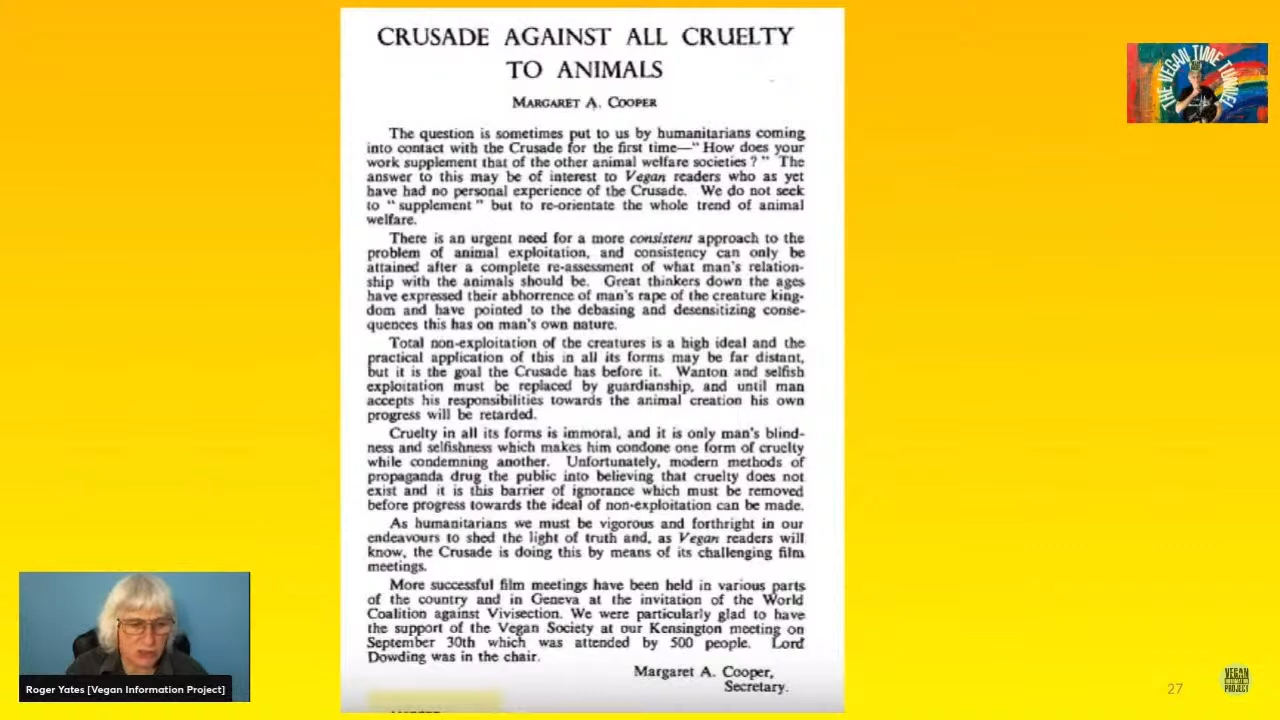 CRUSADE AGAINST ALL CRUELTY
TO ANIMALS
MARGARET A. COOPER
The question is sometimes put to us by humanitarians coming
into contact with the Crusade for the first time—" How does your
work supplement that of the other animal welfare societies ? " The
answer to this may be of interest to Vegan readers who as yet
have had no personal experience of the Crusade. We do not seek
to " supplement " but to re-orientate the whole trend of animal
welfare.
There is an urgent need for a more consistent approach to the
problem of animal exploitation, and consistency can only be
attained after a complete re-assessment of what man's relation-
ship with the animals should be. Great thinkers down the ages
have expressed their abhorrence of man's rape of the creature king-
dom and have pointed to the debasing and desensitizing conse-
quences this has on man's own nature.
Total non-exploitation of the creatures is a high ideal and the
practical application of this in all its forms may be far distant,
but it is the goal the Crusade has before it. Wanton and selfish
exploitation must be replaced by guardianship, and until man
accepts his responsibilities towards the animal creation his own
progress will be retarded.
Cruelty in all its forms is immoral, and it is only man's blind-
ness and selfishness which makes him condone one form of cruelty
while condemning another. Unfortunately, modern methods of
propaganda drug the public into believing that cruelty does not
exist and it is this barrier of ignorance which must be removed
before progress towards the ideal of non-exploitation can be made.
As humanitarians we must be vigorous and forthright in our
endeavours to shed the light of truth and, as Vegan readers will
know, the Crusade is doing this by means of its challenging film
meetings.
More successful film meetings have been held in various parts
of the country and in Geneva at the invitation of the World
Coalition against Vivisection. We were particularly glad to have
the support of the Vegan Society at our Kensington meeting on
September 30th which was attended by 500 people. Lord
Dowding was in the chair.
Margaret A. Cooper,
Secretary.
THE VEGAN TIME TUNNEL
Roger Yates [Vegan Information Project]
27
VEGAN
PROJECT